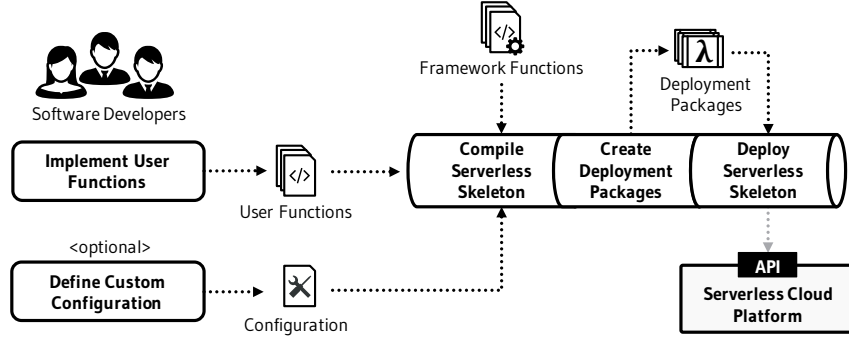 Software Developers
Implement User
Functions
User Functions
<optional>
Define Custom
Configuration
Configuration
Framework Functions
Compile
Serverless
Skeleton
Create
Deployment
Packages
λ
Deployment
Packages
Deploy
Serverless
Skeleton
API
Serverless Cloud
Platform